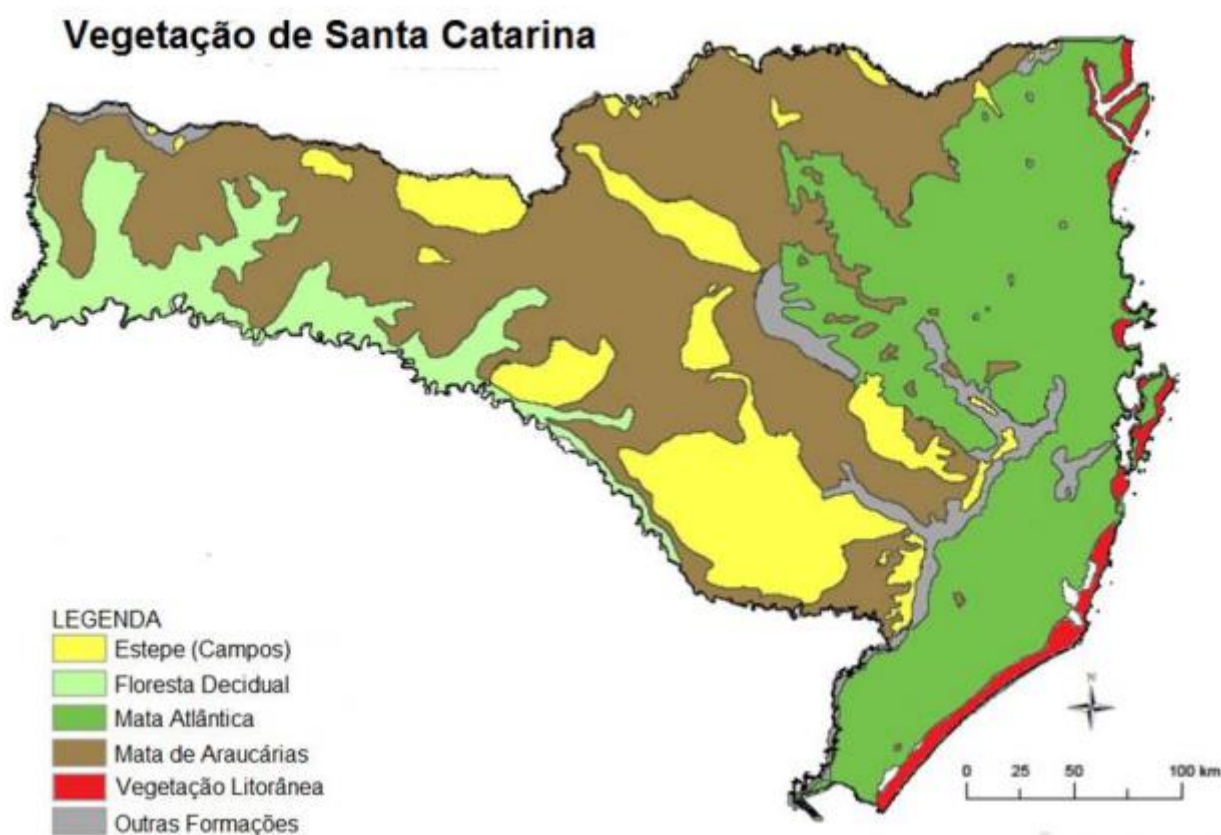 Vegetação de Santa Catarina
LEGENDA
Estepe (Campos)
Floresta Decidual
Mata Atlântica
Mata de Araucárias
Vegetação Litorânea
Outras Formações
N
0 25 50 100 km